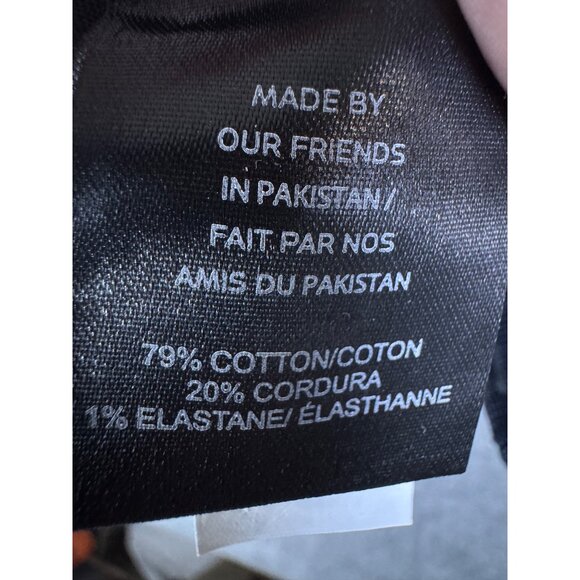 MADE BY
OUR FRIENDS
IN PAKISTAN/
FAIT PAR NOS
AMIS DU PAKISTAN
79% COTTON/COTON
20% CORDURA
1% ELASTANE/ ÉLASTHANNE